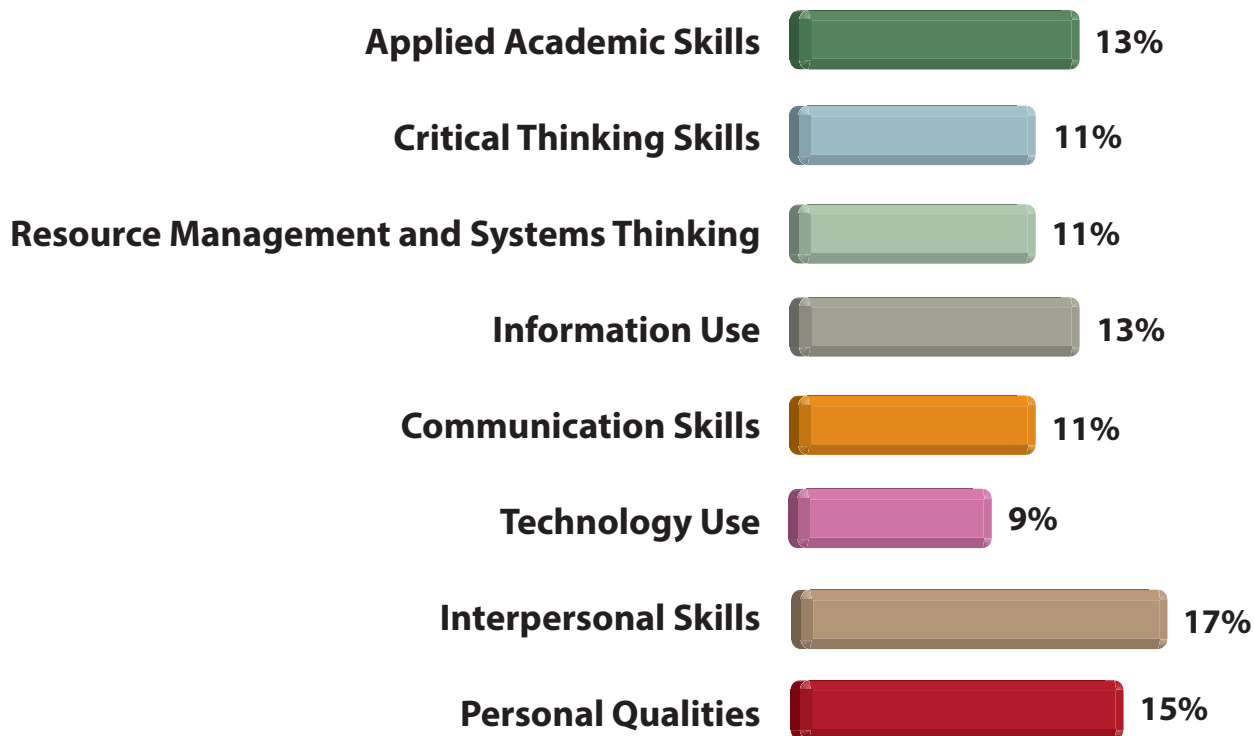 Applied Academic Skills 13%
Critical Thinking Skills 11%
Resource Management and Systems Thinking 11%
Information Use 13%
Communication Skills 11%
Technology Use 9%
Interpersonal Skills 17%
Personal Qualities 15%